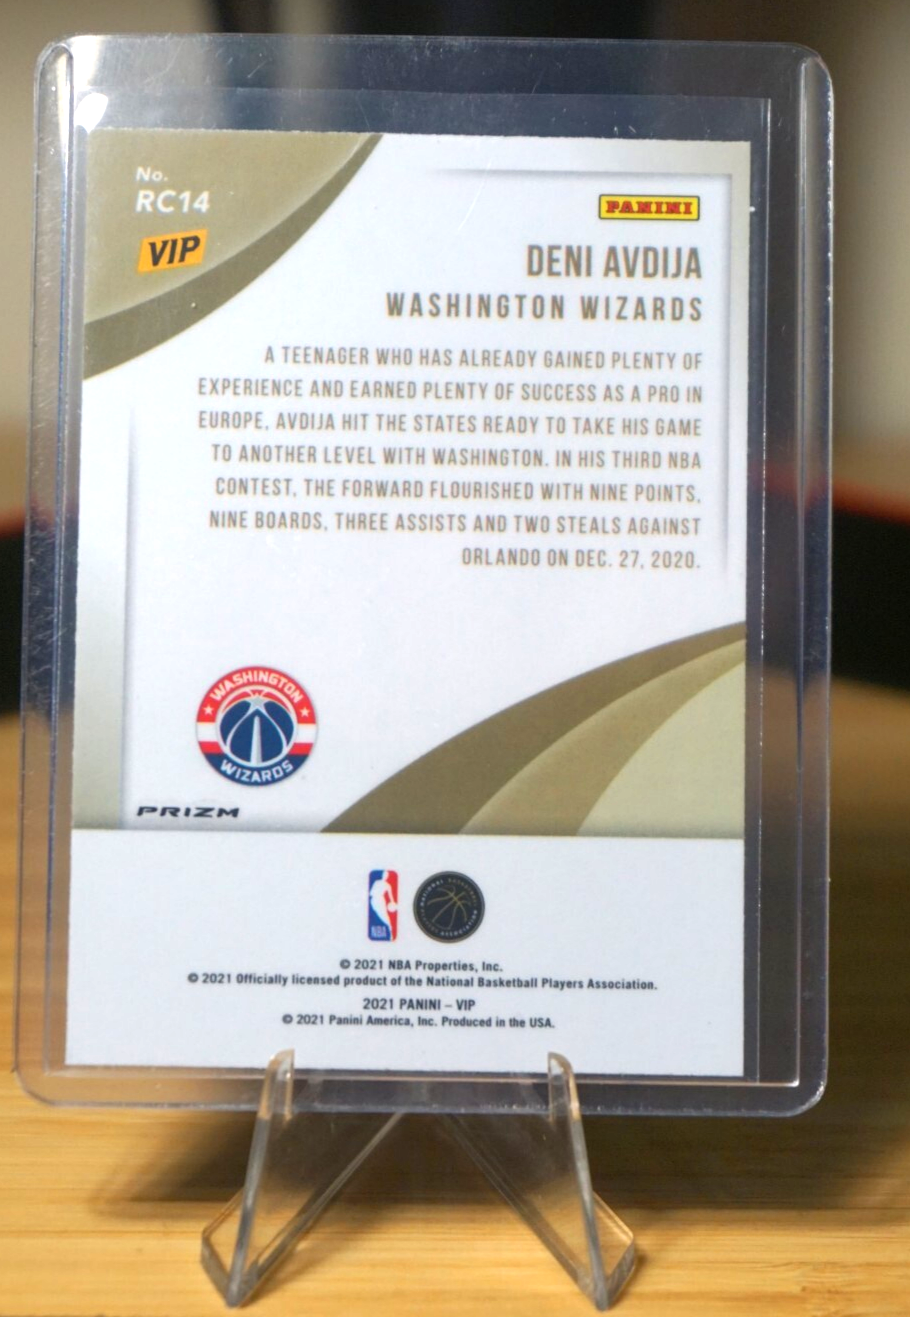 No.
RC14
VIP
PANINI
DENI AVDIJA
WASHINGTON WIZARDS
A TEENAGER WHO HAS ALREADY GAINED PLENTY OF
EXPERIENCE AND EARNED PLENTY OF SUCCESS AS A PRO IN
EUROPE, AVDIJA HIT THE STATES READY TO TAKE HIS GAME
TO ANOTHER LEVEL WITH WASHINGTON. IN HIS THIRD NBA
CONTEST, THE FORWARD FLOURISHED WITH NINE POINTS,
NINE BOARDS, THREE ASSISTS AND TWO STEALS AGAINST
ORLANDO ON DEC. 27, 2020.
WASHINGTON
WIZARDS
PRIZM
NBA
© 2021 NBA Properties, Inc.
© 2021 Officially licensed product of the National Basketball Players Association.
2021 PANINI – VIP
© 2021 Panini America, Inc. Produced in the USA.